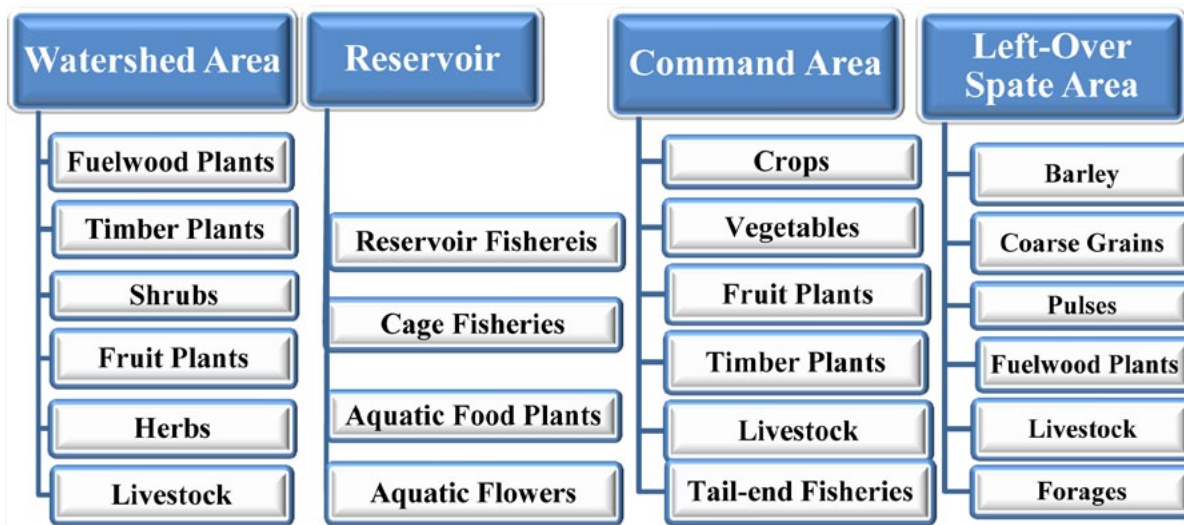 Watershed Area
Fuelwood Plants
Timber Plants
Shrubs
Fruit Plants
Herbs
Livestock
Reservoir
Reservoir Fishereis
Cage Fisheries
Aquatic Food Plants
Aquatic Flowers
Command Area
Crops
Vegetables
Fruit Plants
Timber Plants
Livestock
Tail-end Fisheries
Left-Over
Spate Area
Barley
Coarse Grains
Pulses
Fuelwood Plants
Livestock
Forages